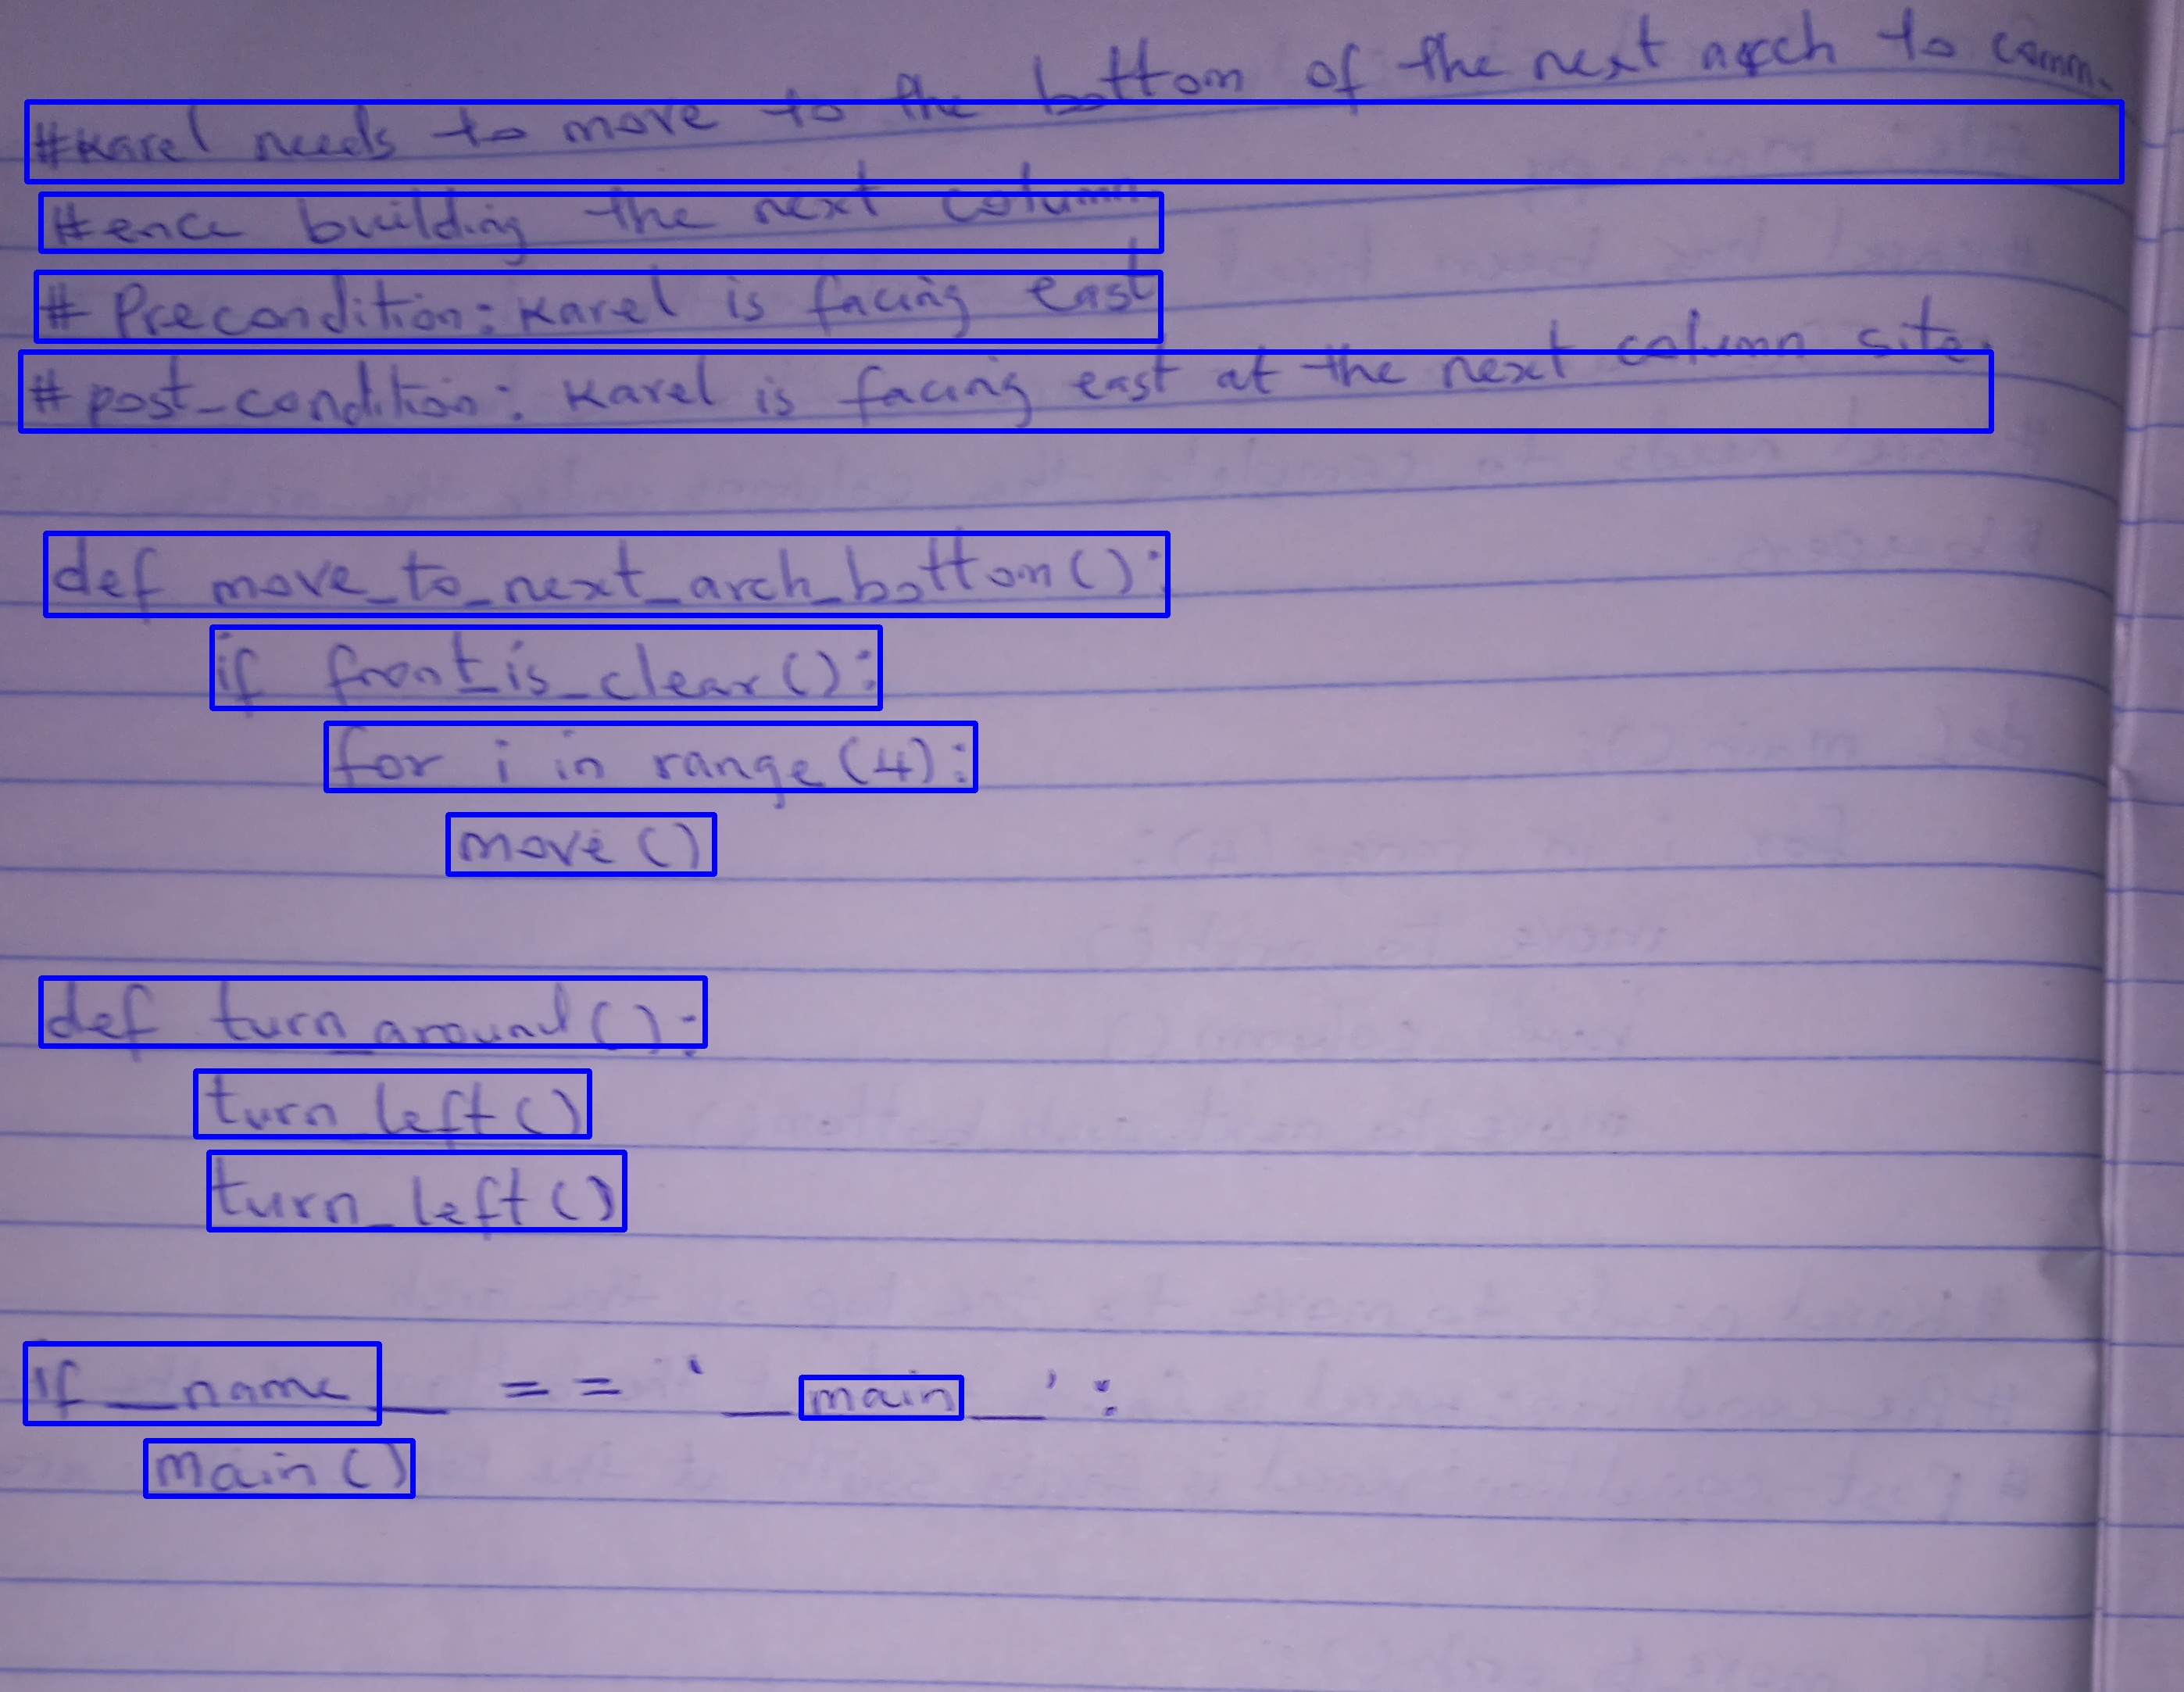 #Karel needs to move to the bottom of the next arch to comm.
#ence building the next column.
# Precondition: Karel is facing east
# post_condition: Karel is facing east at the next column site.
def move_to_next_arch_bottom():
if front_is_clear():
for i in range(4):
move()
def turn_around():
turn_left()
turn_left()
if __name__ == '__main__':
main()